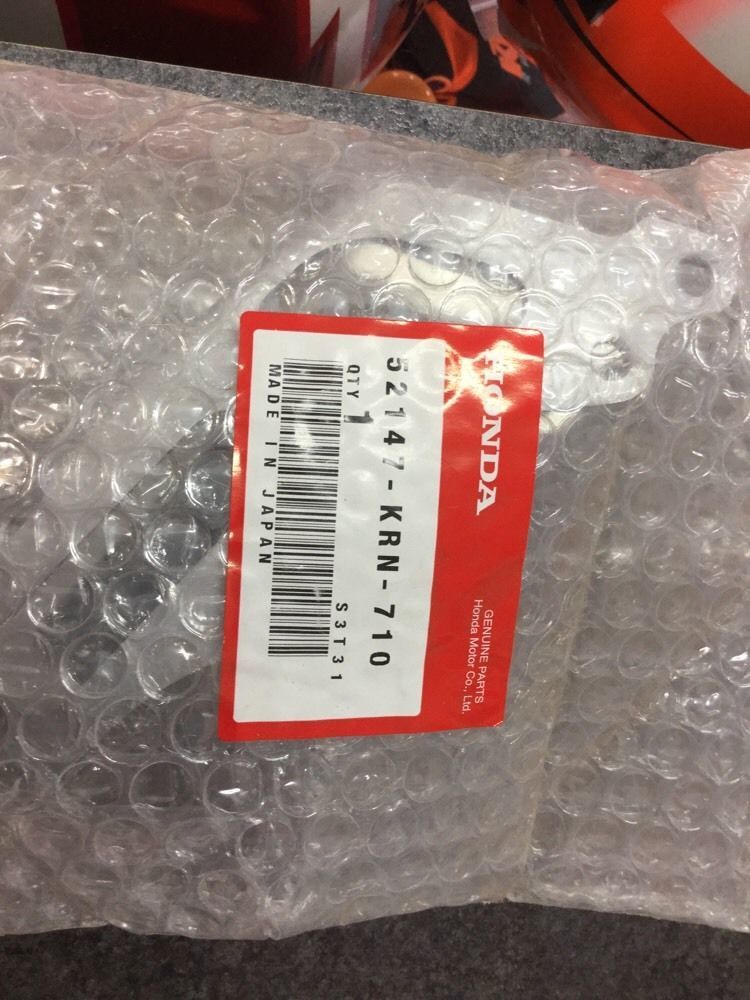 HONDA
GENUINE PARTS
Honda Motor Co., Ltd.
52147-KRN-710
QTY 1
S3T31
MADE IN JAPAN